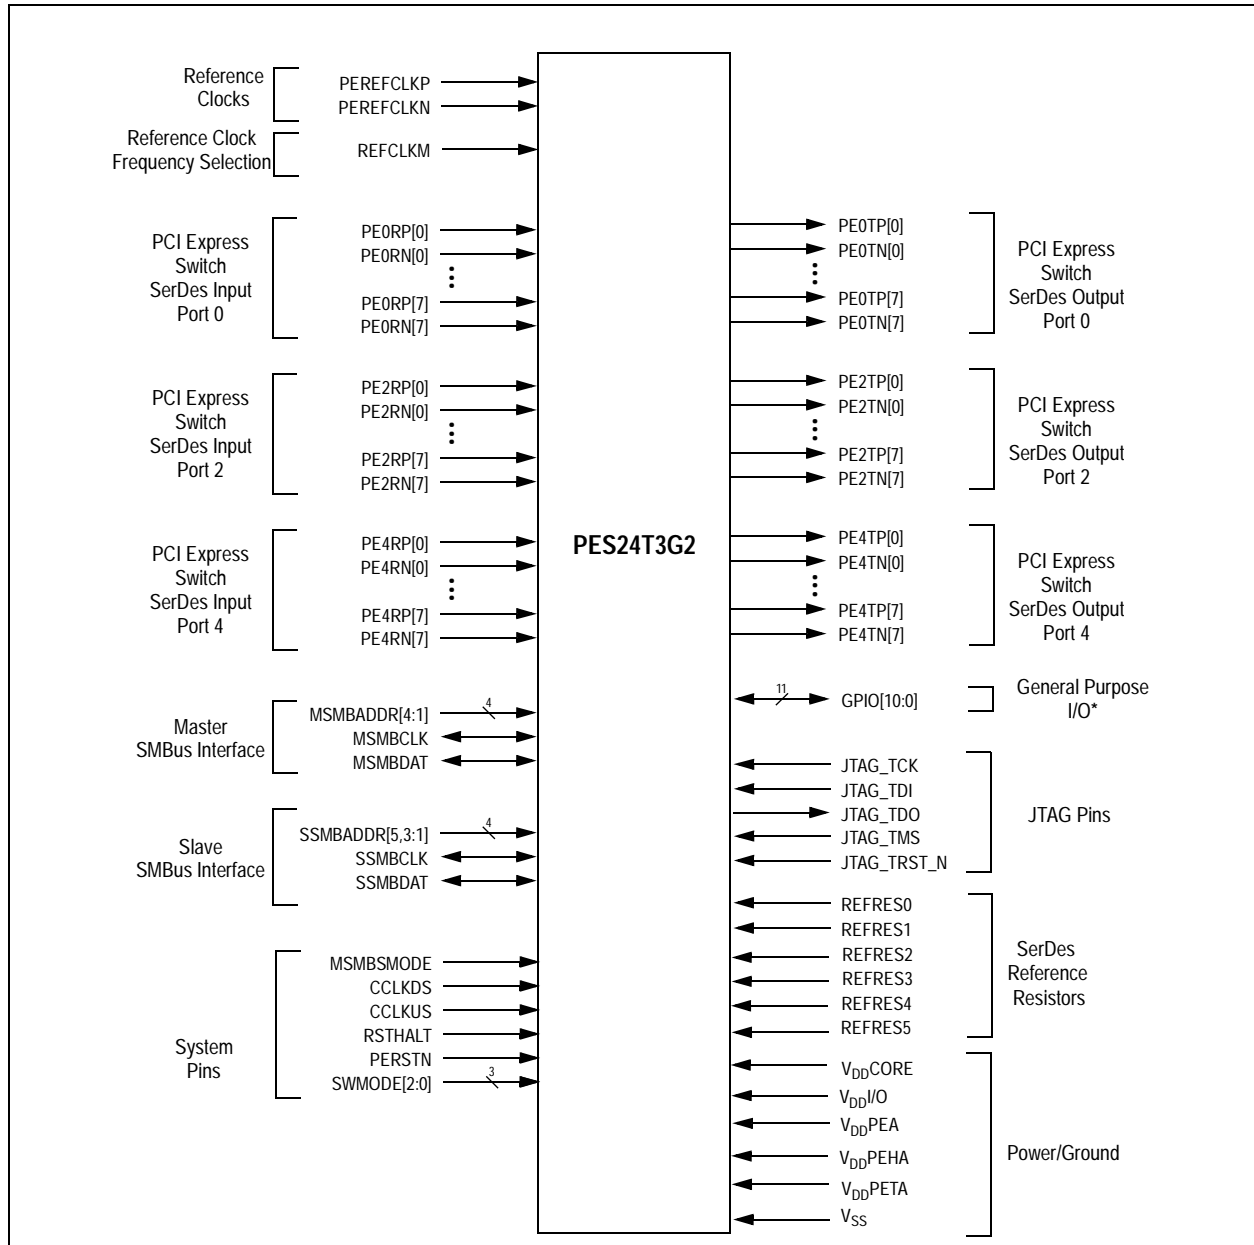 Reference
Clocks
PEREFCLKP
PEREFCLKN
Reference Clock
Frequency Selection
REFCLKM
PCI Express
Switch
SerDes Input
Port 0
PE0RP[0]
PE0RN[0]
PE0RP[7]
PE0RN[7]
PCI Express
Switch
SerDes Input
Port 2
PE2RP[0]
PE2RN[0]
PE2RP[7]
PE2RN[7]
PCI Express
Switch
SerDes Input
Port 4
PE4RP[0]
PE4RN[0]
PE4RP[7]
PE4RN[7]
Master
SMBus Interface
MSMBADDR[4:1]
4
MSMBCLK
MSMBDAT
Slave
SMBus Interface
SSMBADDR[5,3:1]
4
SSMBCLK
SSMBDAT
System
Pins
MSMBSMODE
CCLKDS
CCLKUS
RSTHALT
PERSTN
SWMODE[2:0]
3
PES24T3G2
PE0TP[0]
PE0TN[0]
PE0TP[7]
PE0TN[7]
PCI Express
Switch
SerDes Output
Port 0
PE2TP[0]
PE2TN[0]
PE2TP[7]
PE2TN[7]
PCI Express
Switch
SerDes Output
Port 2
PE4TP[0]
PE4TN[0]
PE4TP[7]
PE4TN[7]
PCI Express
Switch
SerDes Output
Port 4
11
GPIO[10:0]
General Purpose
I/O*
JTAG_TCK
JTAG_TDI
JTAG_TDO
JTAG_TMS
JTAG_TRST_N
JTAG Pins
REFRES0
REFRES1
REFRES2
REFRES3
REFRES4
REFRES5
SerDes
Reference
Resistors
VDDCORE
VDDI/O
VDDPEA
VDDPEHA
VDDPETA
VSS
Power/Ground